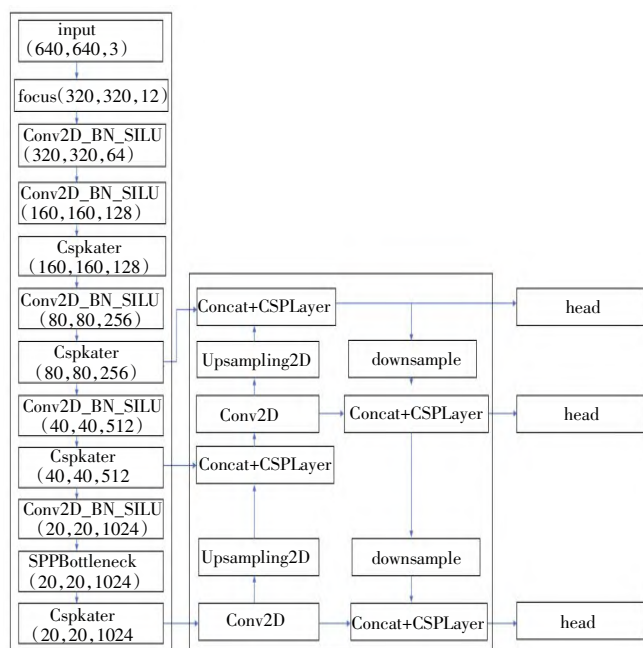 input
(640,640,3)
focus(320,320,12)
Conv2D_BN_SILU
(320,320,64)
Conv2D_BN_SILU
(160,160,128)
Cspkater
(160,160,128)
Conv2D_BN_SILU
(80,80,256)
Cspkater
(80,80,256)
Conv2D_BN_SILU
(40,40,512)
Cspkater
(40,40,512
Conv2D_BN_SILU
(20,20,1024)
SPPBottleneck
(20,20,1024)
Cspkater
(20,20,1024
Concat+CSPLayer
Upsampling2D
Conv2D
Concat+CSPLayer
Upsampling2D
Conv2D
downsample
Concat+CSPLayer
downsample
Concat+CSPLayer
head
head
head